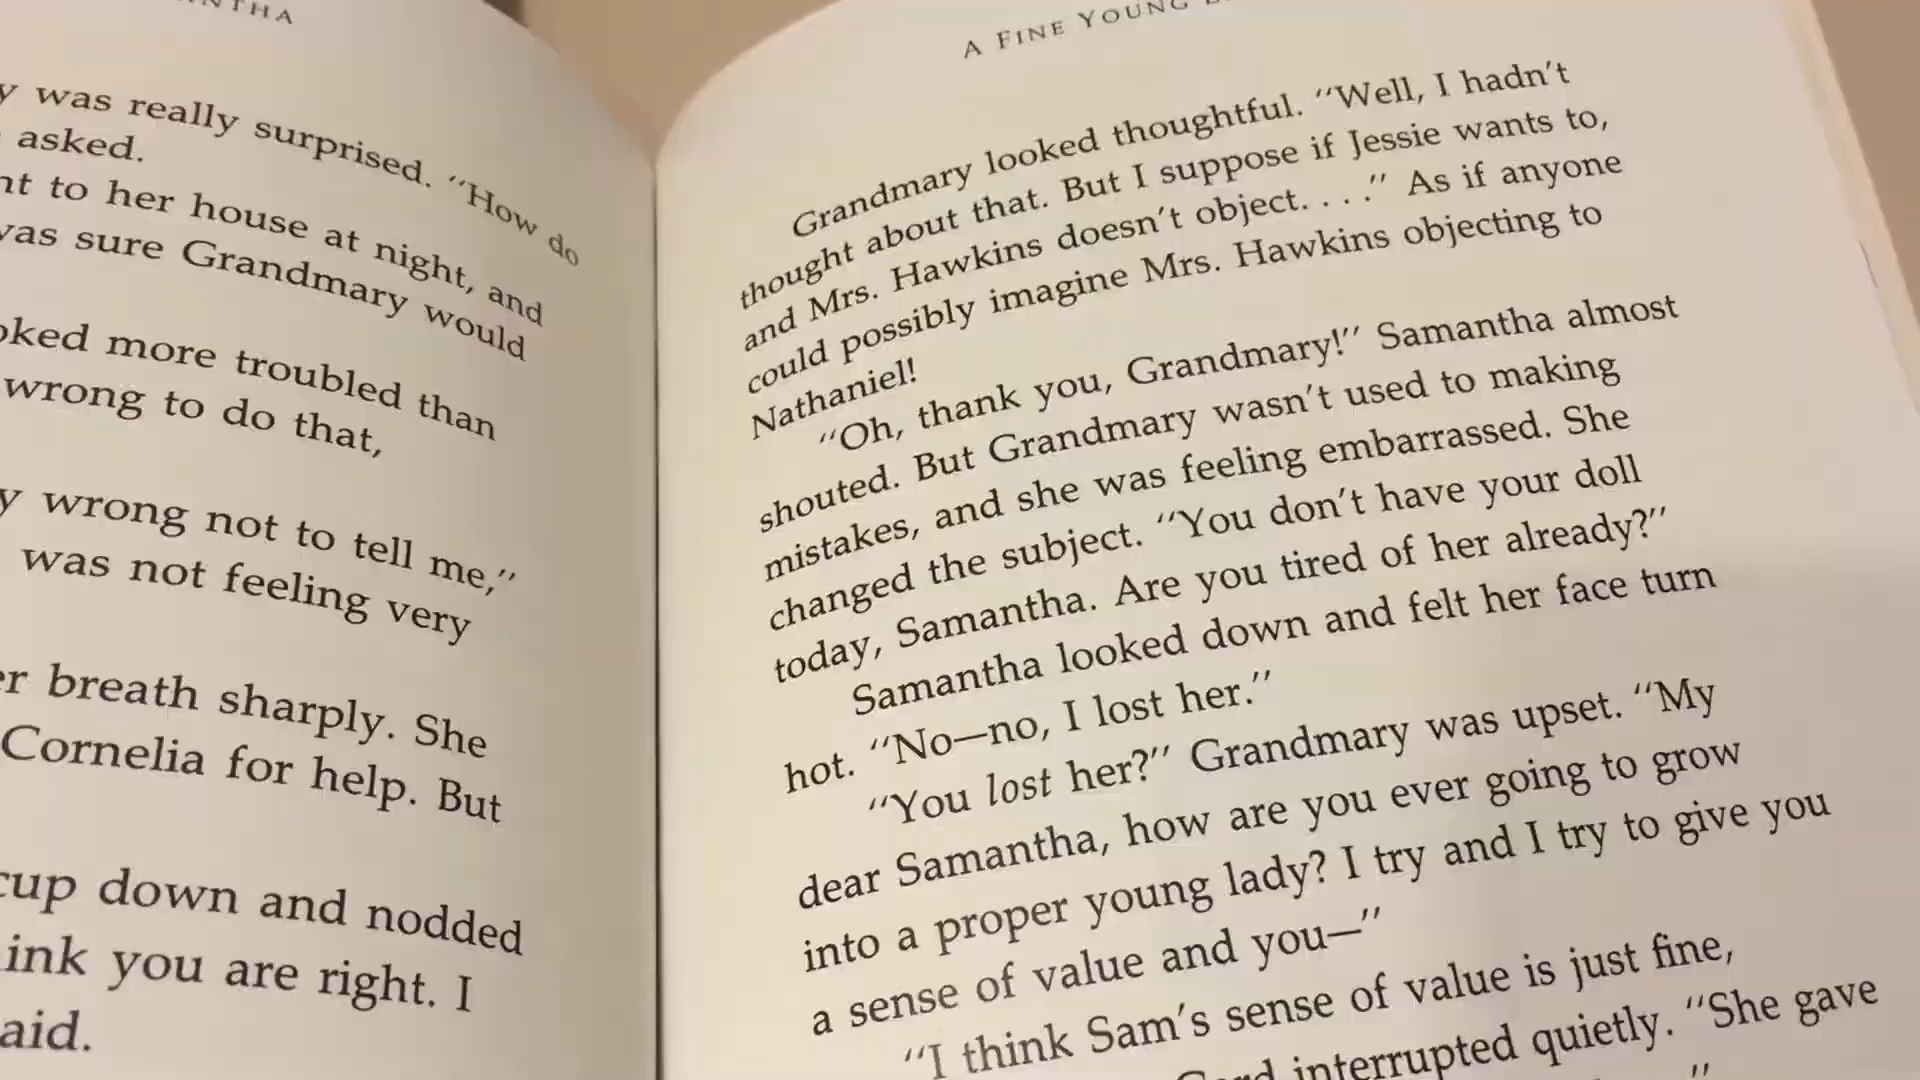 y was really surprised. "How do
asked.
nt to her house at night, and
was sure Grandmary would
oked more troubled than
wrong to do that,
y wrong not to tell me,"
was not feeling very
er breath sharply. She
Cornelia for help. But
cup down and nodded
ink you are right. I
aid.
A FINE YOUNG
Grandmary looked thoughtful. "Well, I hadn't
thought about that. But I suppose if Jessie wants to,
and Mrs. Hawkins doesn't object. . . ." As if anyone
could possibly imagine Mrs. Hawkins objecting to
Nathaniel!
"Oh, thank you, Grandmary!" Samantha almost
shouted. But Grandmary wasn't used to making
mistakes, and she was feeling embarrassed. She
changed the subject. "You don't have your doll
today, Samantha. Are you tired of her already?"
Samantha looked down and felt her face turn
hot. "No—no, I lost her."
"You lost her?" Grandmary was upset. "My
dear Samantha, how are you ever going to grow
into a proper young lady? I try and I try to give you
a sense of value and you—"
"I think Sam's sense of value is just fine,
interrupted quietly. "She gave